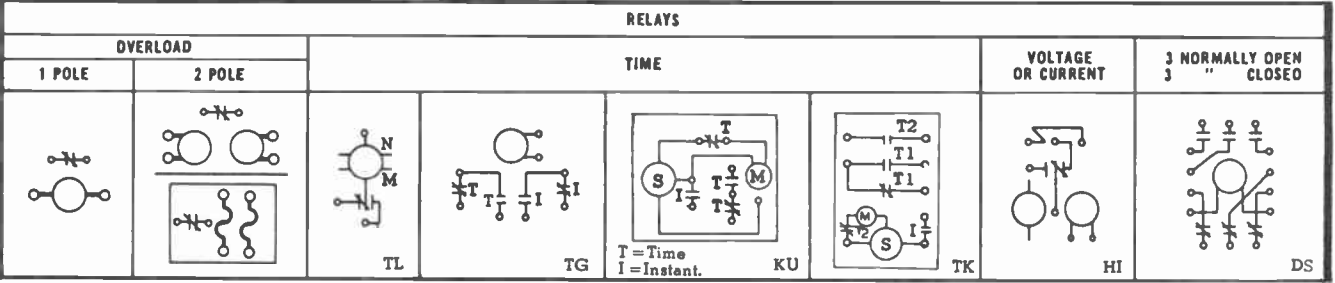 RELAYS
OVERLOAD
TIME
VOLTAGE
OR CURRENT
3 NORMALLY OPEN
3 " CLOSED
1 POLE
2 POLE
N
M
TL
T
T
I
I
TG
T
S
M
I
T
T
T = Time
I = Instant.
KU
T2
T1
T1
M
T2
S
I
TK
HI
DS